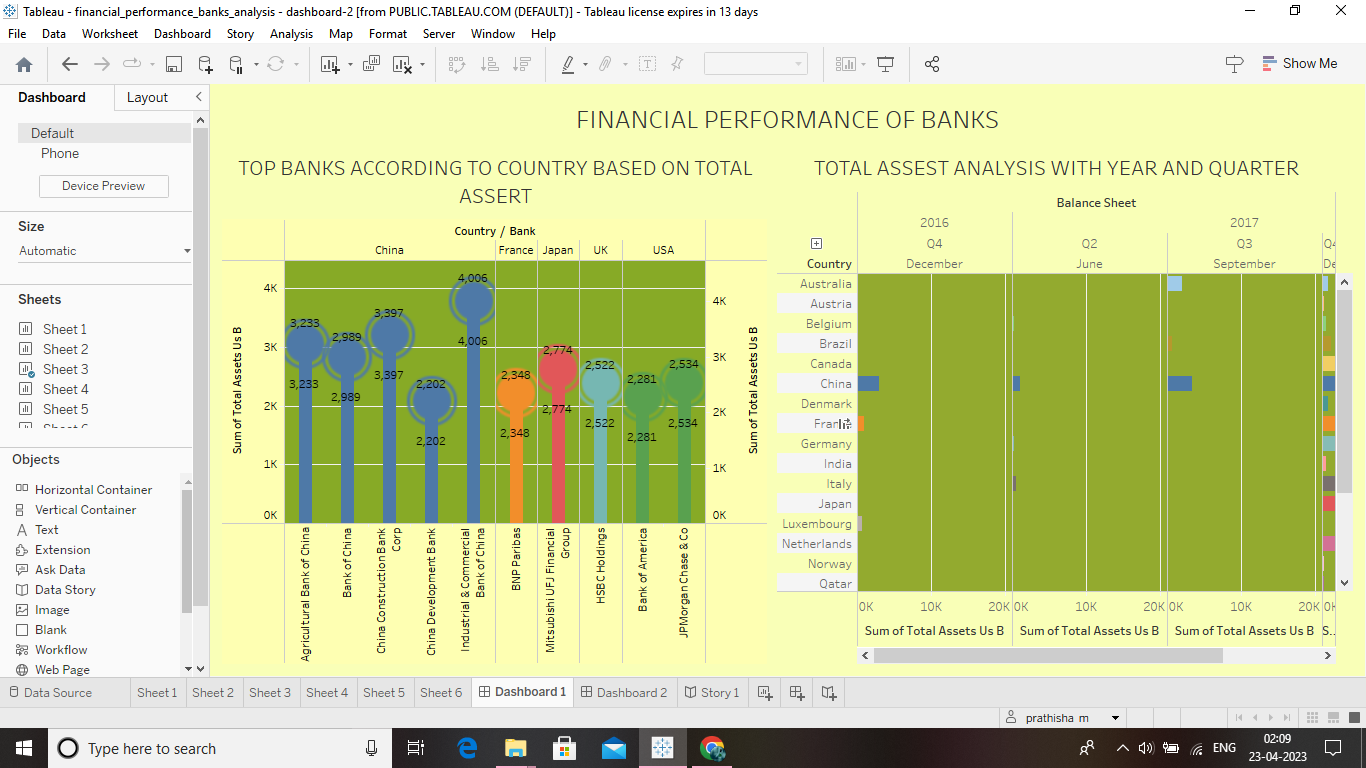 Tableau - financial_performance_banks_analysis - dashboard-2 [from PUBLIC.TABLEAU.COM (DEFAULT)] - Tableau license expires in 13 days
File Data Worksheet Dashboard Story Analysis Map Format Server Window Help
Show Me
Dashboard Layout
Default
Phone
Device Preview
Size
Automatic
Sheets
Sheet 1
Sheet 2
Sheet 3
Sheet 4
Sheet 5
Objects
Horizontal Container
Vertical Container
Text
Extension
Ask Data
Data Story
Image
Blank
Workflow
Web Page
FINANCIAL PERFORMANCE OF BANKS
TOP BANKS ACCORDING TO COUNTRY BASED ON TOTAL
ASSERT
Country / Bank
China France Japan UK USA
Sum of Total Assets Us B
4K
3K
2K
1K
0K
3,233 2,989 3,397 2,202 4,006 2,348 2,774 2,522 2,281 2,534
3,233 2,989 3,397 2,202 4,006 2,348 2,774 2,522 2,281 2,534
4K
3K
2K
1K
0K
Sum of Total Assets Us B
Agricultural Bank of China
Bank of China
China Construction Bank
Corp
China Development Bank
Industrial & Commercial
Bank of China
BNP Paribas
Mitsubishi UFJ Financial
Group
HSBC Holdings
Bank of America
JPMorgan Chase & Co
TOTAL ASSEST ANALYSIS WITH YEAR AND QUARTER
Balance Sheet
2016 2017
Q4 Q2 Q3 Q4
Country December June September De
Australia
Austria
Belgium
Brazil
Canada
China
Denmark
Germany
India
Italy
Japan
Luxembourg
Netherlands
Norway
Qatar
0K 10K 20K 0K 10K 20K 0K 10K 20K 0K
Sum of Total Assets Us B Sum of Total Assets Us B Sum of Total Assets Us B S..
Data Source Sheet 1 Sheet 2 Sheet 3 Sheet 4 Sheet 5 Sheet 6 Dashboard 1 Dashboard 2 Story 1
prathisha m
Type here to search
ENG
02:09
23-04-2023